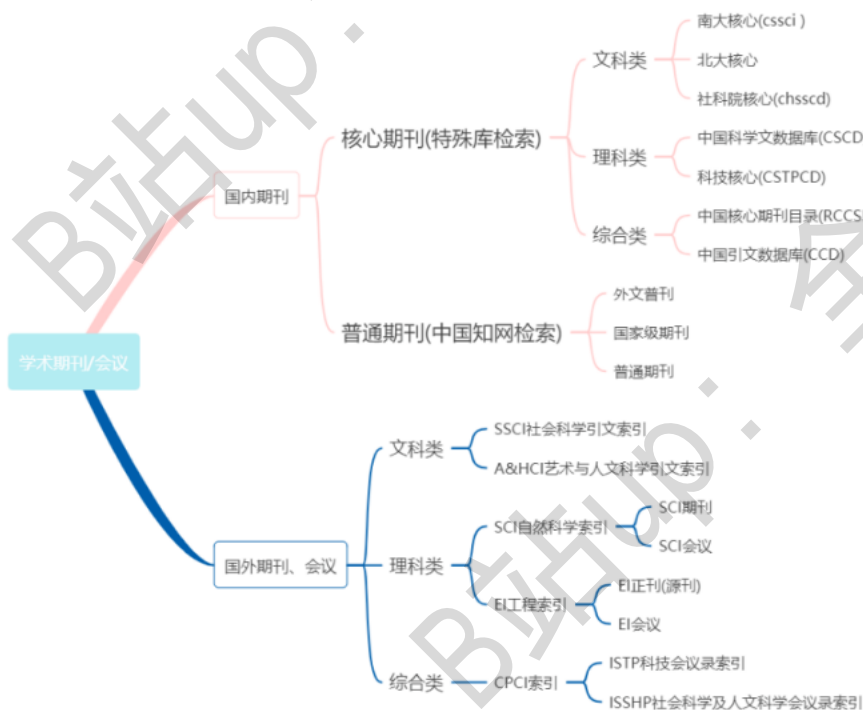 南大核心(cssci )
文科类
北大核心
社科院核心(chsscd)
核心期刊(特殊库检索)
中国科学文数据库(CSCD
理科类
科技核心(CSTPCD)
国内期刊
中国核心期刊目录(RCCS
综合类
中国引文数据库(CCD)
外文普刊
普通期刊(中国知网检索)
国家级期刊
普通期刊
学术期刊/会议
SSCI社会科学引文索引
文科类
A&HCI艺术与人文科学引文索引
SCI期刊
SCI自然科学索引
SCI会议
国外期刊、会议
理科类
EI正刊(源刊)
EI工程索引
EI会议
ISTP科技会议录索引
综合类
CPCI索引
ISSHP社会科学及人文科学会议录索引
B站up:
B站up:
全